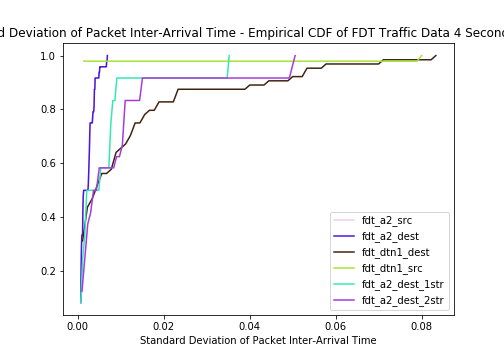 d Deviation of Packet Inter-Arrival Time - Empirical CDF of FDT Traffic Data 4 Secon
1.0
0.8
0.6
0.4
0.2
fdt_a2_src
fdt_a2_dest
fdt_dtn1_dest
fdt_dtn1_src
fdt_a2_dest_1str
fdt_a2_dest_2str
0.00 0.02 0.04 0.06 0.08
Standard Deviation of Packet Inter-Arrival Time